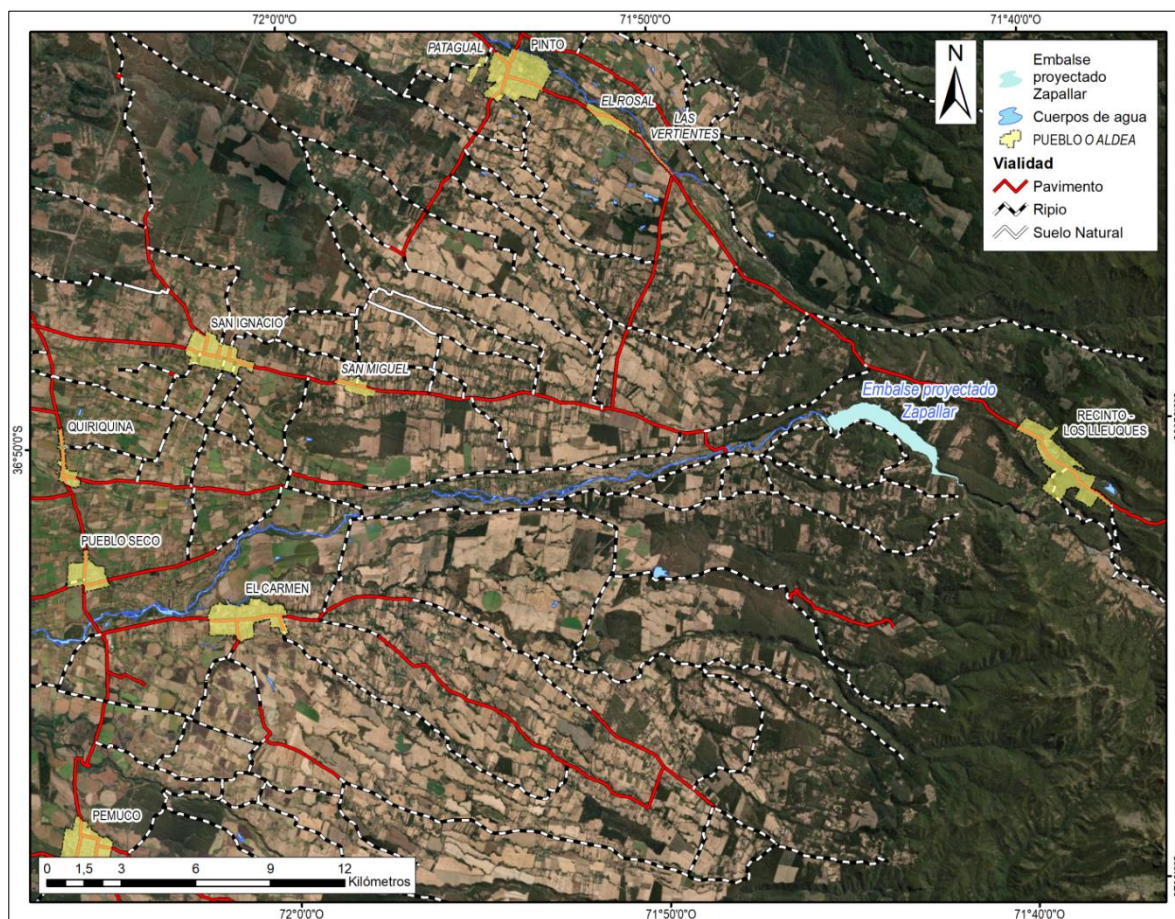 72°0'0"O
71°50'0"O
71°40'0"O
PATAGUAL
PINTO
EL ROSAL
LAS
VERTIENTES
N
Embalse
proyectado
Zapallar
Cuerpos de agua
PUEBLO O ALDEA
Vialidad
Pavimento
Ripio
Suelo Natural
SAN IGNACIO
SAN MIGUEL
Embalse proyectado
Zapallar
RECINTO -
LOS LLEUQUES
QUIRIQUINA
36°50'0"S
PUEBLO SECO
EL CARMEN
PEMUCO
0 1,5 3 6 9 12
Kilómetros
72°0'0"O
71°50'0"O
71°40'0"O